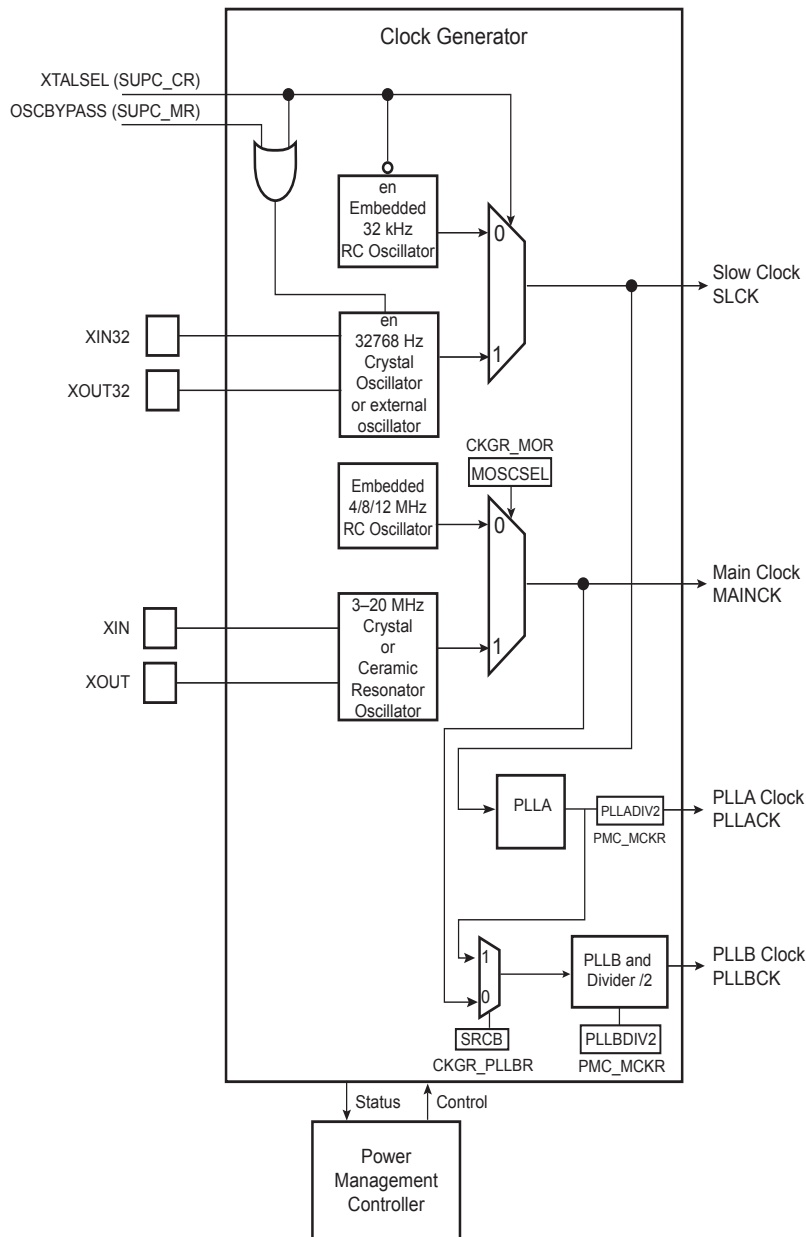 Clock Generator
XTALSEL (SUPC_CR)
OSCBYPASS (SUPC_MR)
en
Embedded
32 kHz
RC Oscillator
0
1
Slow Clock
SLCK
XIN32
XOUT32
en
32768 Hz
Crystal
Oscillator
or external
oscillator
CKGR_MOR
MOSCSEL
Embedded
4/8/12 MHz
RC Oscillator
0
1
Main Clock
MAINCK
XIN
XOUT
3–20 MHz
Crystal
or
Ceramic
Resonator
Oscillator
PLLA
PLLADIV2
PMC_MCKR
PLLA Clock
PLLACK
1
0
PLLB and
Divider /2
PLLB Clock
PLLBCK
SRCB
CKGR_PLLBR
PLLBDIV2
PMC_MCKR
Status
Control
Power
Management
Controller